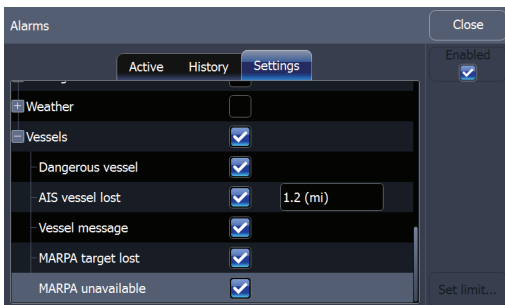 Alarms
Close
Active History Settings
Enabled
Weather
Vessels
Dangerous vessel
AIS vessel lost 1.2 (mi)
Vessel message
MARPA target lost
MARPA unavailable
Set limit...